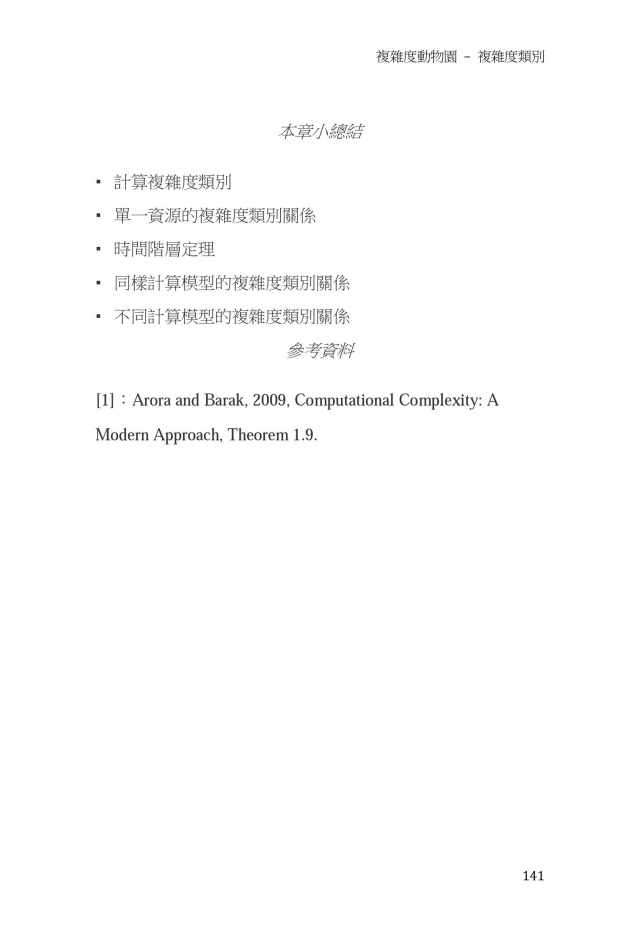 複雜度動物園 – 複雜度類別
本章小總結
▪ 計算複雜度類別
▪ 單一資源的複雜度類別關係
▪ 時間階層定理
▪ 同樣計算模型的複雜度類別關係
▪ 不同計算模型的複雜度類別關係
參考資料
[1]：Arora and Barak, 2009, Computational Complexity: A
Modern Approach, Theorem 1.9.
141